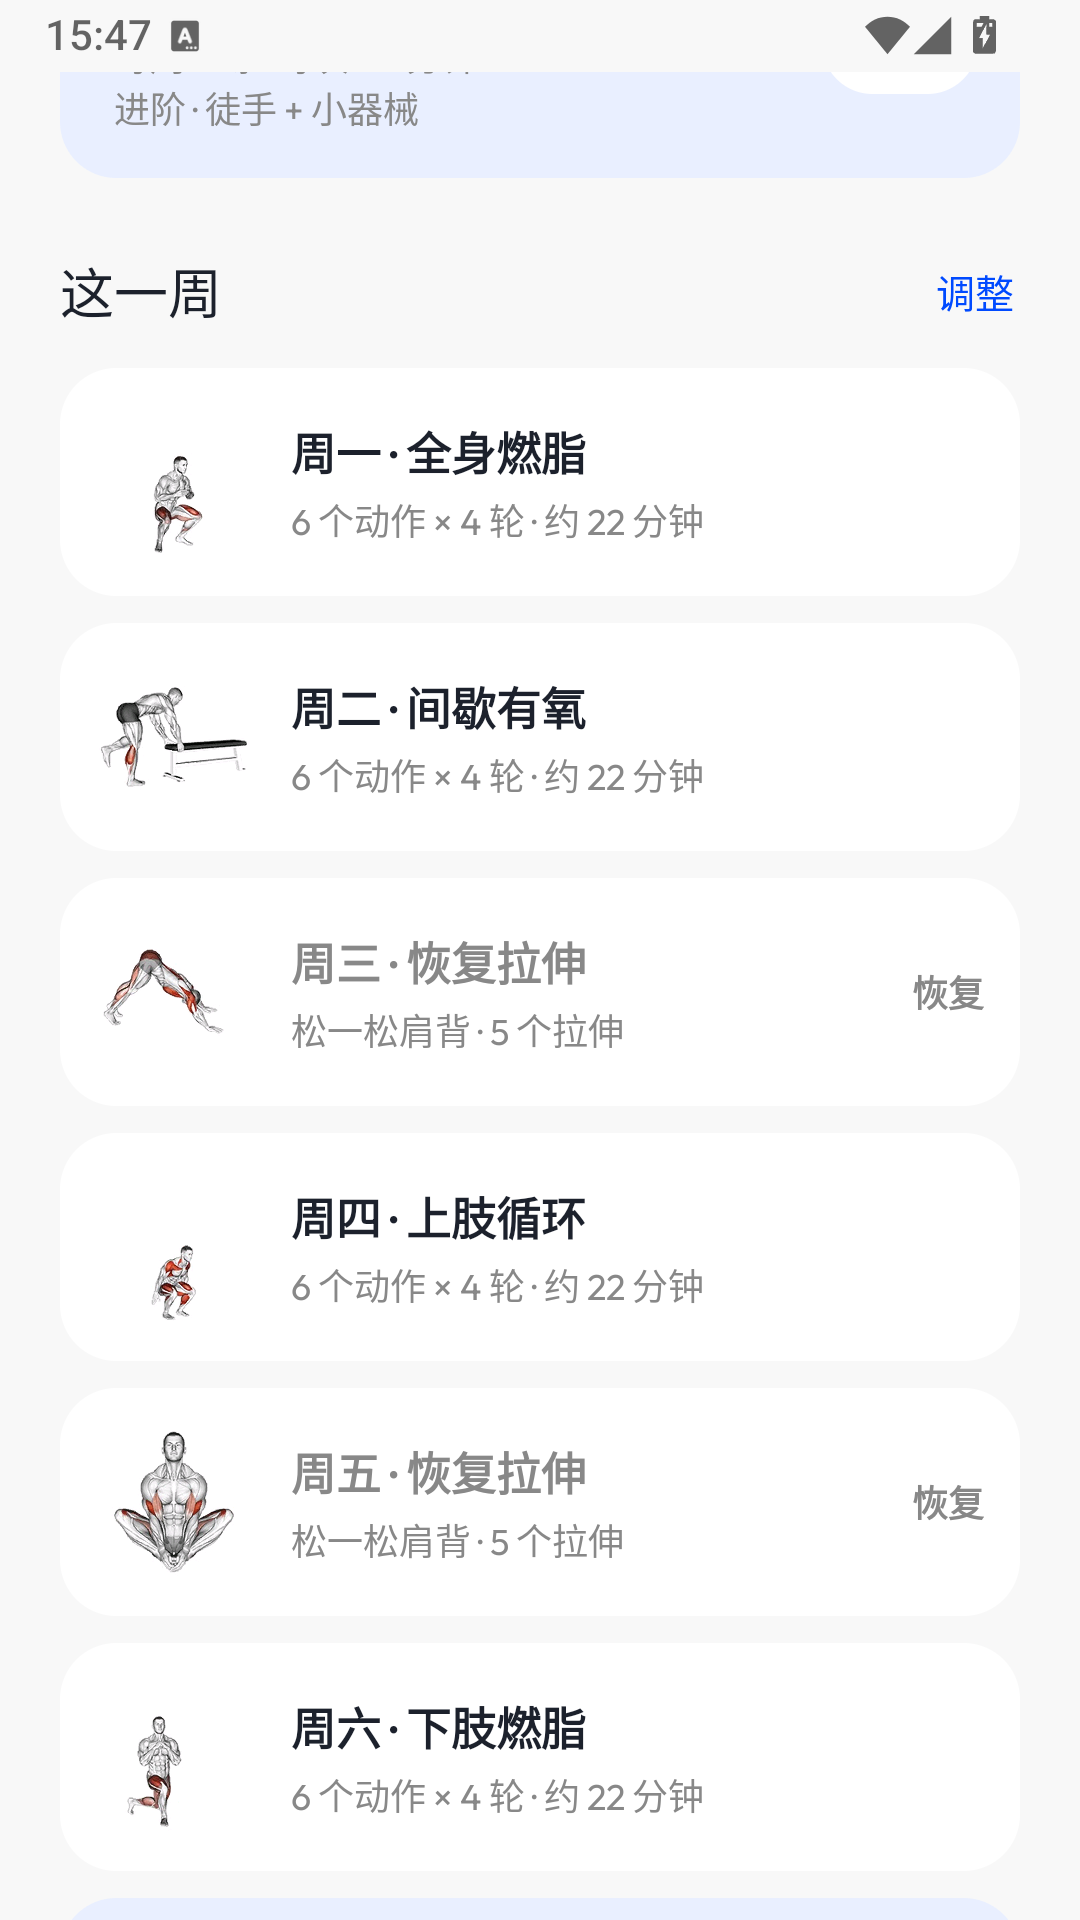 15:47
进阶·徒手 + 小器械
这一周
调整
周一·全身燃脂
6 个动作 × 4 轮·约 22 分钟
周二·间歇有氧
6 个动作 × 4 轮·约 22 分钟
周三·恢复拉伸
松一松肩背·5 个拉伸
恢复
周四·上肢循环
6 个动作 × 4 轮·约 22 分钟
周五·恢复拉伸
松一松肩背·5 个拉伸
恢复
周六·下肢燃脂
6 个动作 × 4 轮·约 22 分钟